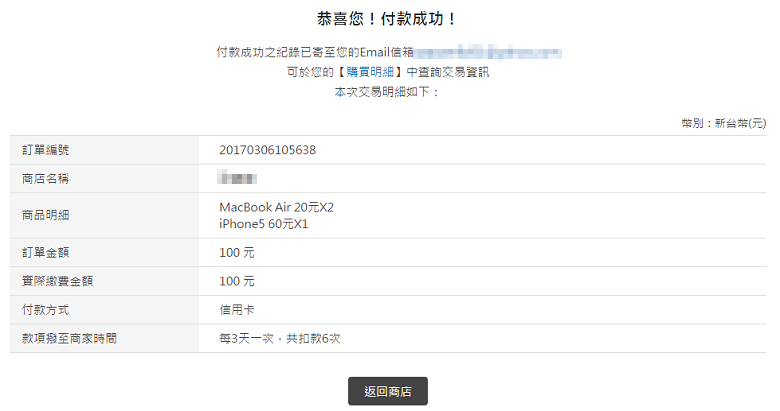 恭喜您！付款成功！
付款成功之紀錄已寄至您的Email信箱
可於您的【購買明細】中查詢交易資訊
本次交易明細如下：
幣別：新台幣(元)
訂單編號 20170306105638
商店名稱
商品明細 MacBook Air 20元X2
iPhone5 60元X1
訂單金額 100 元
實際繳費金額 100 元
付款方式 信用卡
款項撥至商家時間 每3天一次，共扣款6次
返回商店